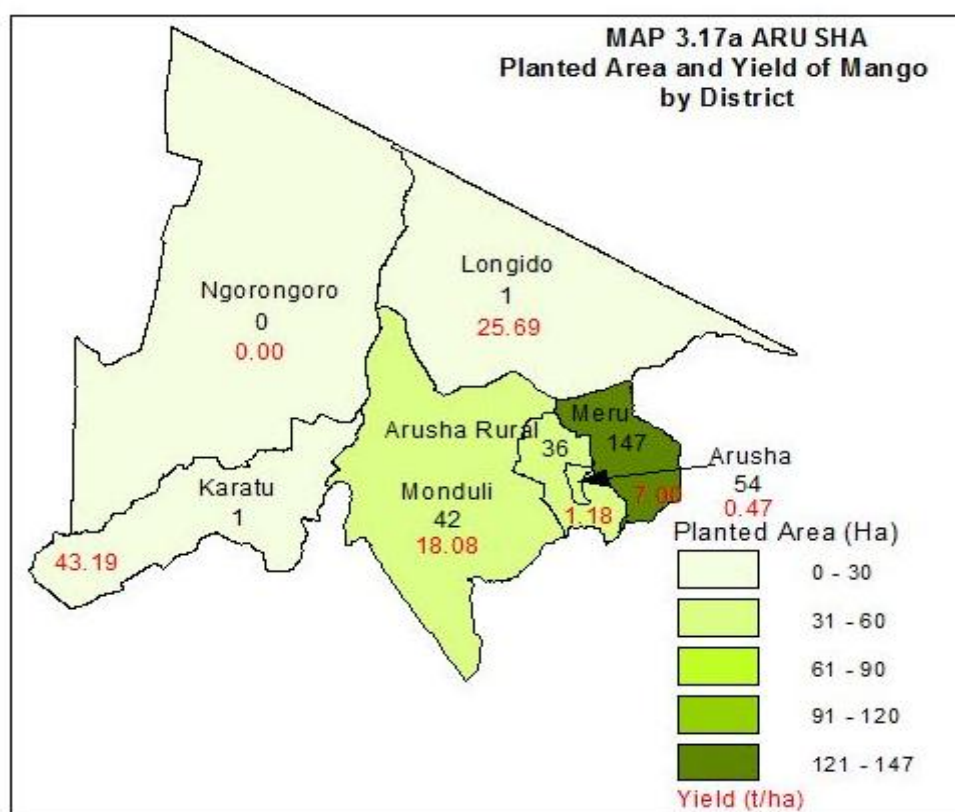 MAP 3.17a ARUSHA
Planted Area and Yield of Mango
by District
Ngorongoro
0
0.00
Longido
1
25.69
Meru
147
7.00
Arusha Rural
36
1.18
Arusha
54
0.47
Karatu
1
43.19
Monduli
42
18.08
Planted Area (Ha)
0 - 30
31 - 60
61 - 90
91 - 120
121 - 147
Yield (t/ha)